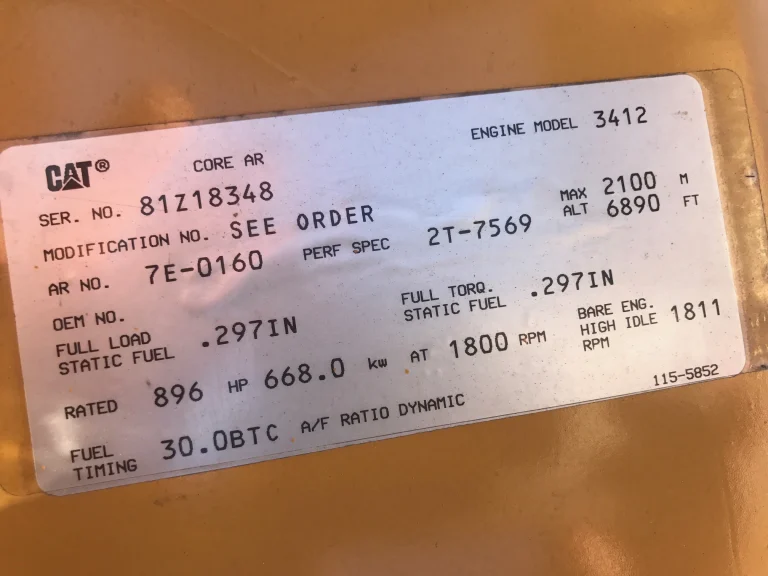 CAT® CORE AR ENGINE MODEL 3412
SER. NO. 81Z18348
MODIFICATION NO. SEE ORDER MAX ALT 2100 M 6890 FT
AR NO. 7E-0160 PERF SPEC 2T-7569
OEM NO.
FULL LOAD STATIC FUEL .297IN FULL TORQ. STATIC FUEL .297IN
RATED 896 HP 668.0 kw AT 1800 RPM BARE ENG. HIGH IDLE RPM 1811
FUEL TIMING 30.0BTC A/F RATIO DYNAMIC 115-5852